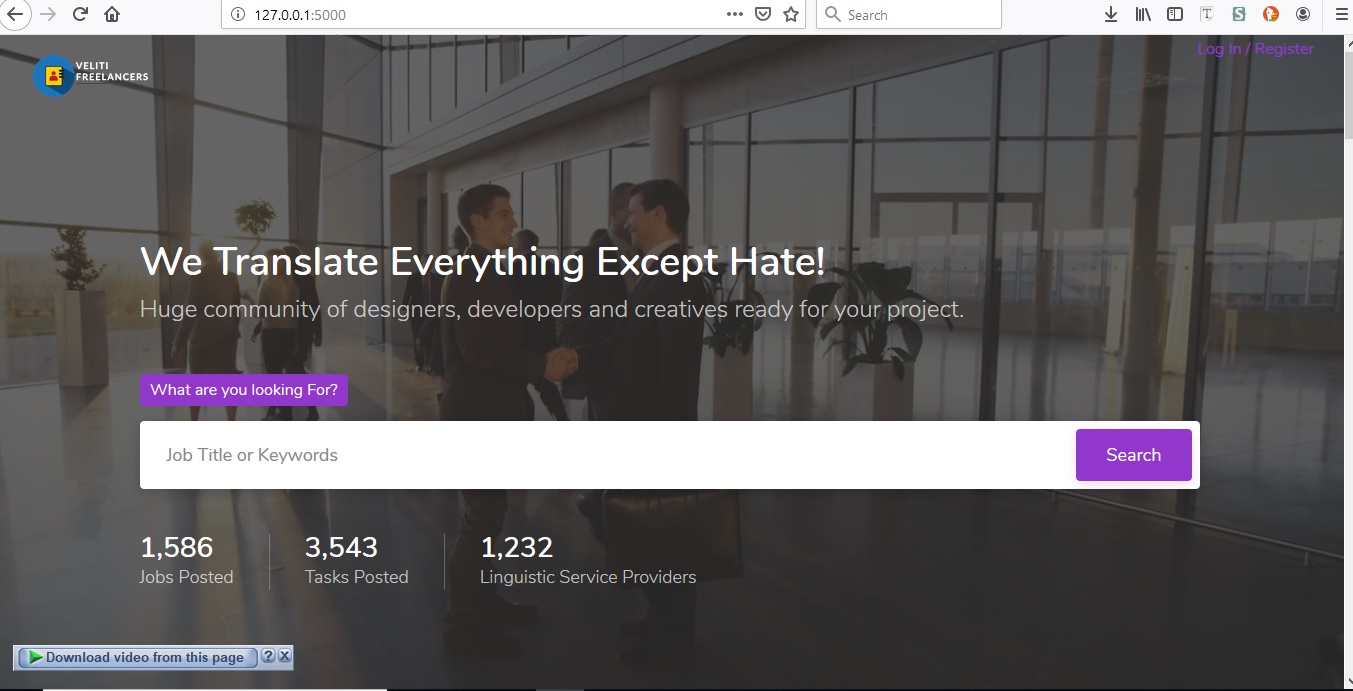 127.0.0.1:5000
Search
Log In / Register
VELITI
FREELANCERS
We Translate Everything Except Hate!
Huge community of designers, developers and creatives ready for your project.
What are you looking For?
Job Title or Keywords
Search
1,586
Jobs Posted
3,543
Tasks Posted
1,232
Linguistic Service Providers
Download video from this page